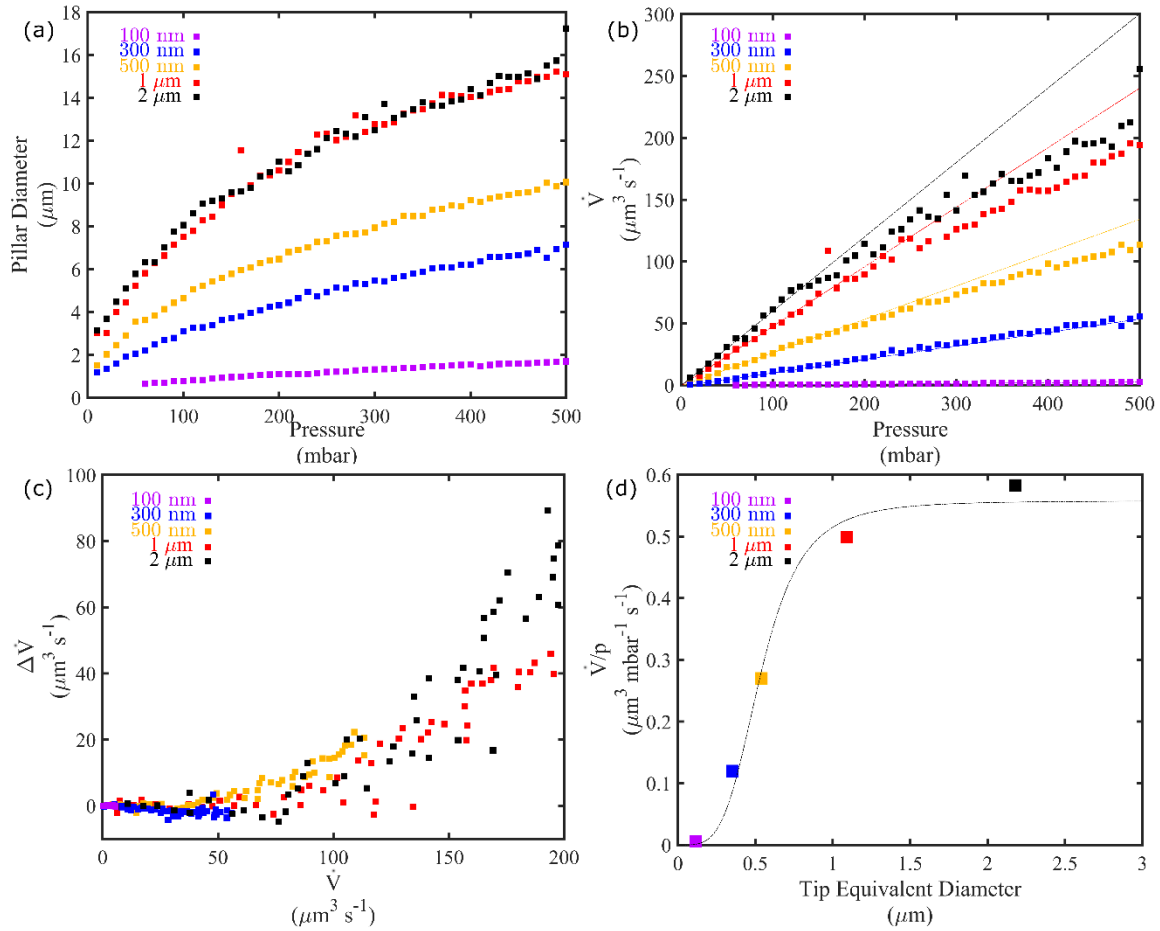 (a)
100 nm
300 nm
500 nm
1 μm
2 μm
Pillar Diameter
(μm)
18
16
14
12
10
8
6
4
2
0
0
100
200
300
400
500
Pressure
(mbar)
(b)
100 nm
300 nm
500 nm
1 μm
2 μm
V̇
(μm³ s⁻¹)
300
250
200
150
100
50
0
0
100
200
300
400
500
Pressure
(mbar)
(c)
100 nm
300 nm
500 nm
1 μm
2 μm
ΔV̇
(μm³ s⁻¹)
100
80
60
40
20
0
0
50
100
150
200
V̇
(μm³ s⁻¹)
(d)
100 nm
300 nm
500 nm
1 μm
2 μm
V̇/p
(μm³ mbar⁻¹ s⁻¹)
0.6
0.5
0.4
0.3
0.2
0.1
0
0
0.5
1
1.5
2
2.5
3
Tip Equivalent Diameter
(μm)